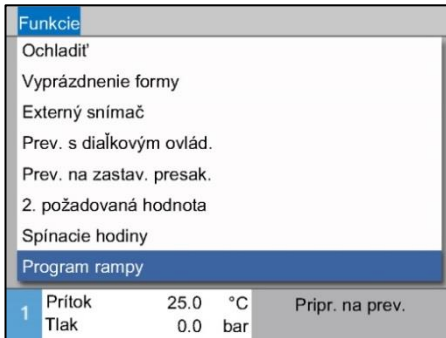 Funkcie
Ochladiť
Vyprázdnenie formy
Externý snímač
Prev. s diaľkovým ovlád.
Prev. na zastav. presak.
2. požadovaná hodnota
Spínacie hodiny
Program rampy
1 Prítok 25.0 °C Pripr. na prev.
Tlak 0.0 bar